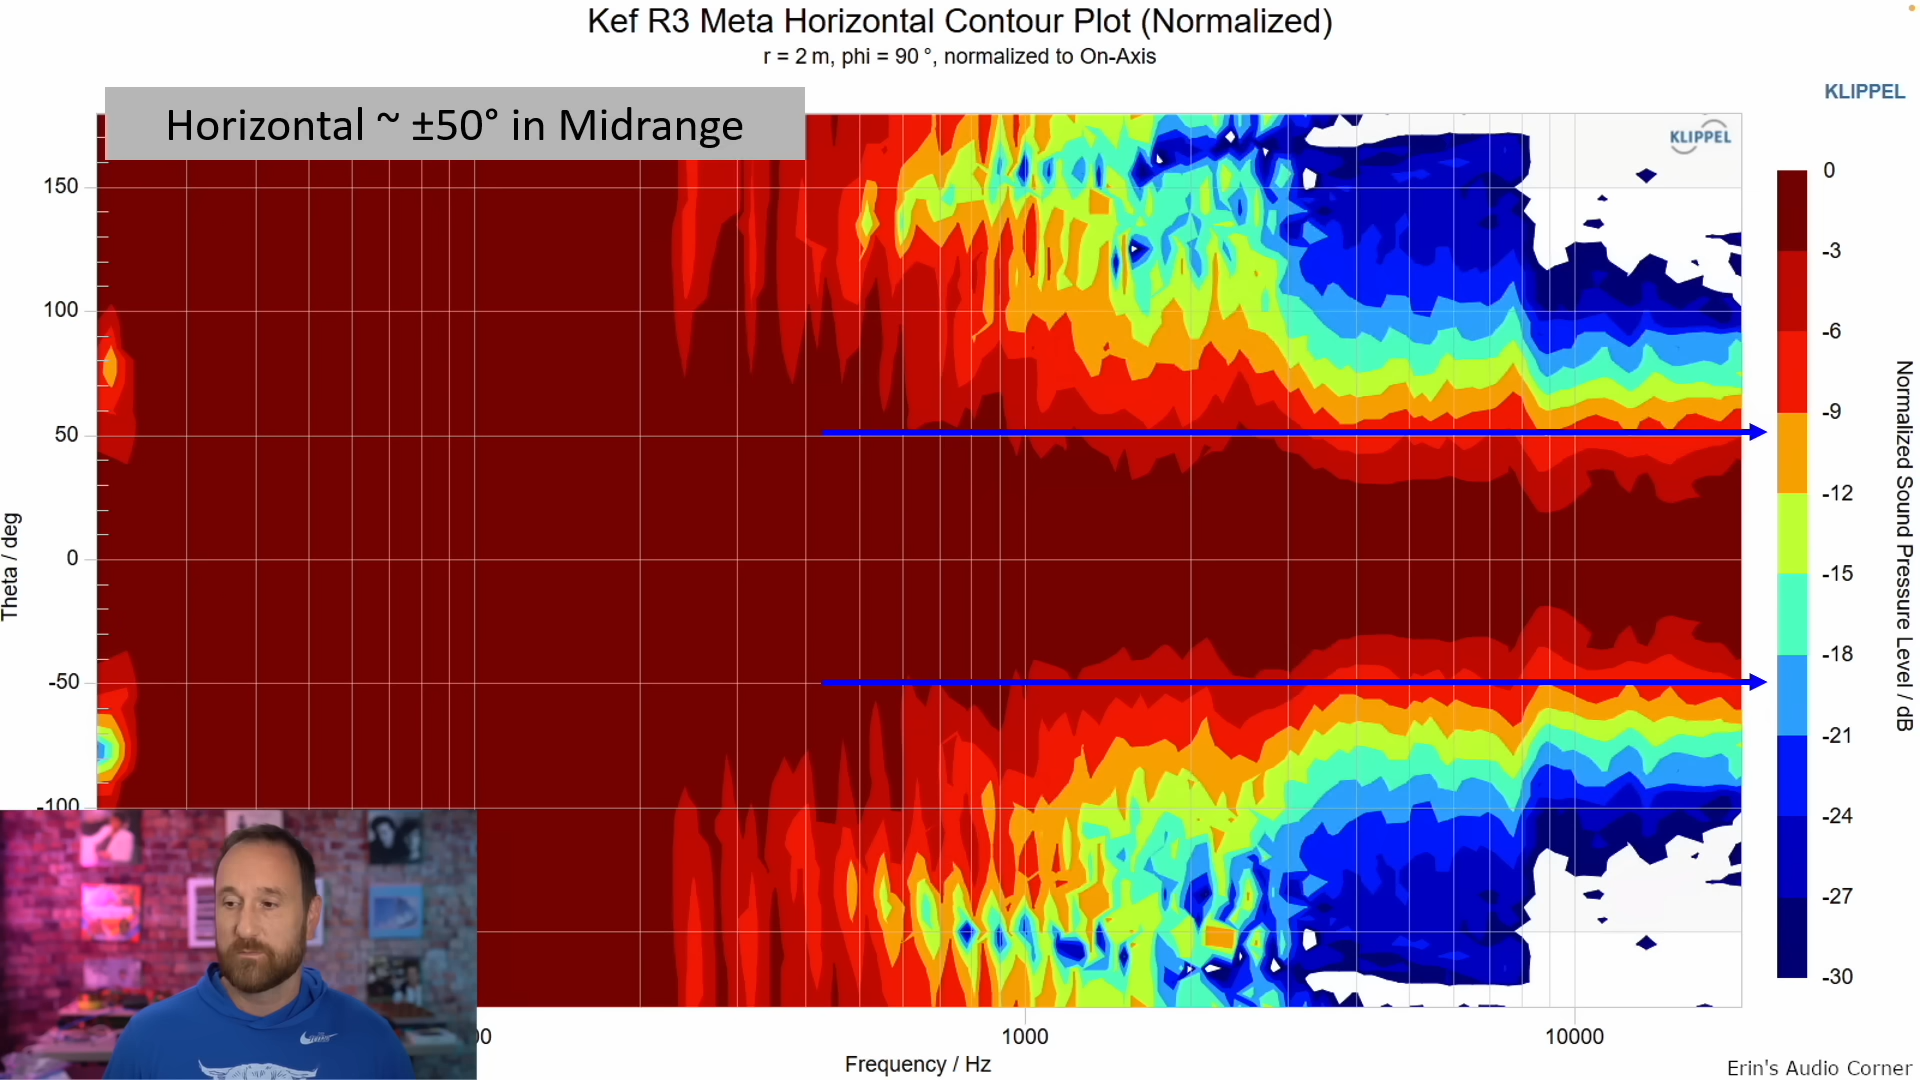 Kef R3 Meta Horizontal Contour Plot (Normalized)
r = 2 m, phi = 90 °, normalized to On-Axis
KLIPPEL
Horizontal ~ ±50° in Midrange
KLIPPEL
150
100
50
0
-50
-100
Theta / deg
0
-3
-6
-9
-12
-15
-18
-21
-24
-27
-30
Normalized Sound Pressure Level / dB
00
1000
10000
Frequency / Hz
Erin's Audio Corner